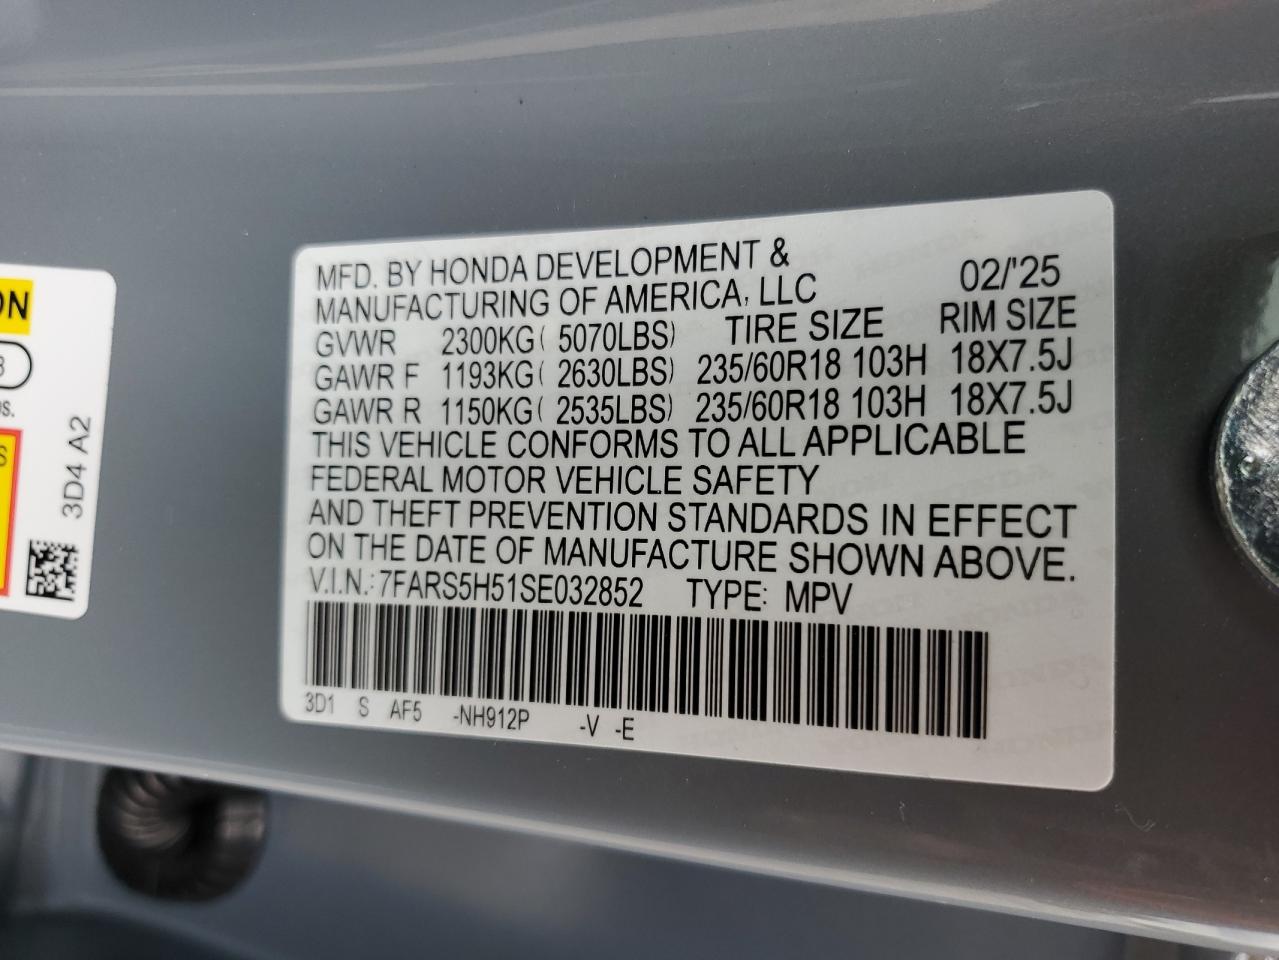 MFD. BY HONDA DEVELOPMENT &
MANUFACTURING OF AMERICA, LLC 02/'25
GVWR 2300KG( 5070LBS) TIRE SIZE RIM SIZE
GAWR F 1193KG( 2630LBS) 235/60R18 103H 18X7.5J
GAWR R 1150KG( 2535LBS) 235/60R18 103H 18X7.5J
THIS VEHICLE CONFORMS TO ALL APPLICABLE
FEDERAL MOTOR VEHICLE SAFETY
AND THEFT PREVENTION STANDARDS IN EFFECT
ON THE DATE OF MANUFACTURE SHOWN ABOVE.
V.I.N.: 7FARS5H51SE032852 TYPE: MPV
3D1 S AF5 -NH912P -V -E
3D4 A2